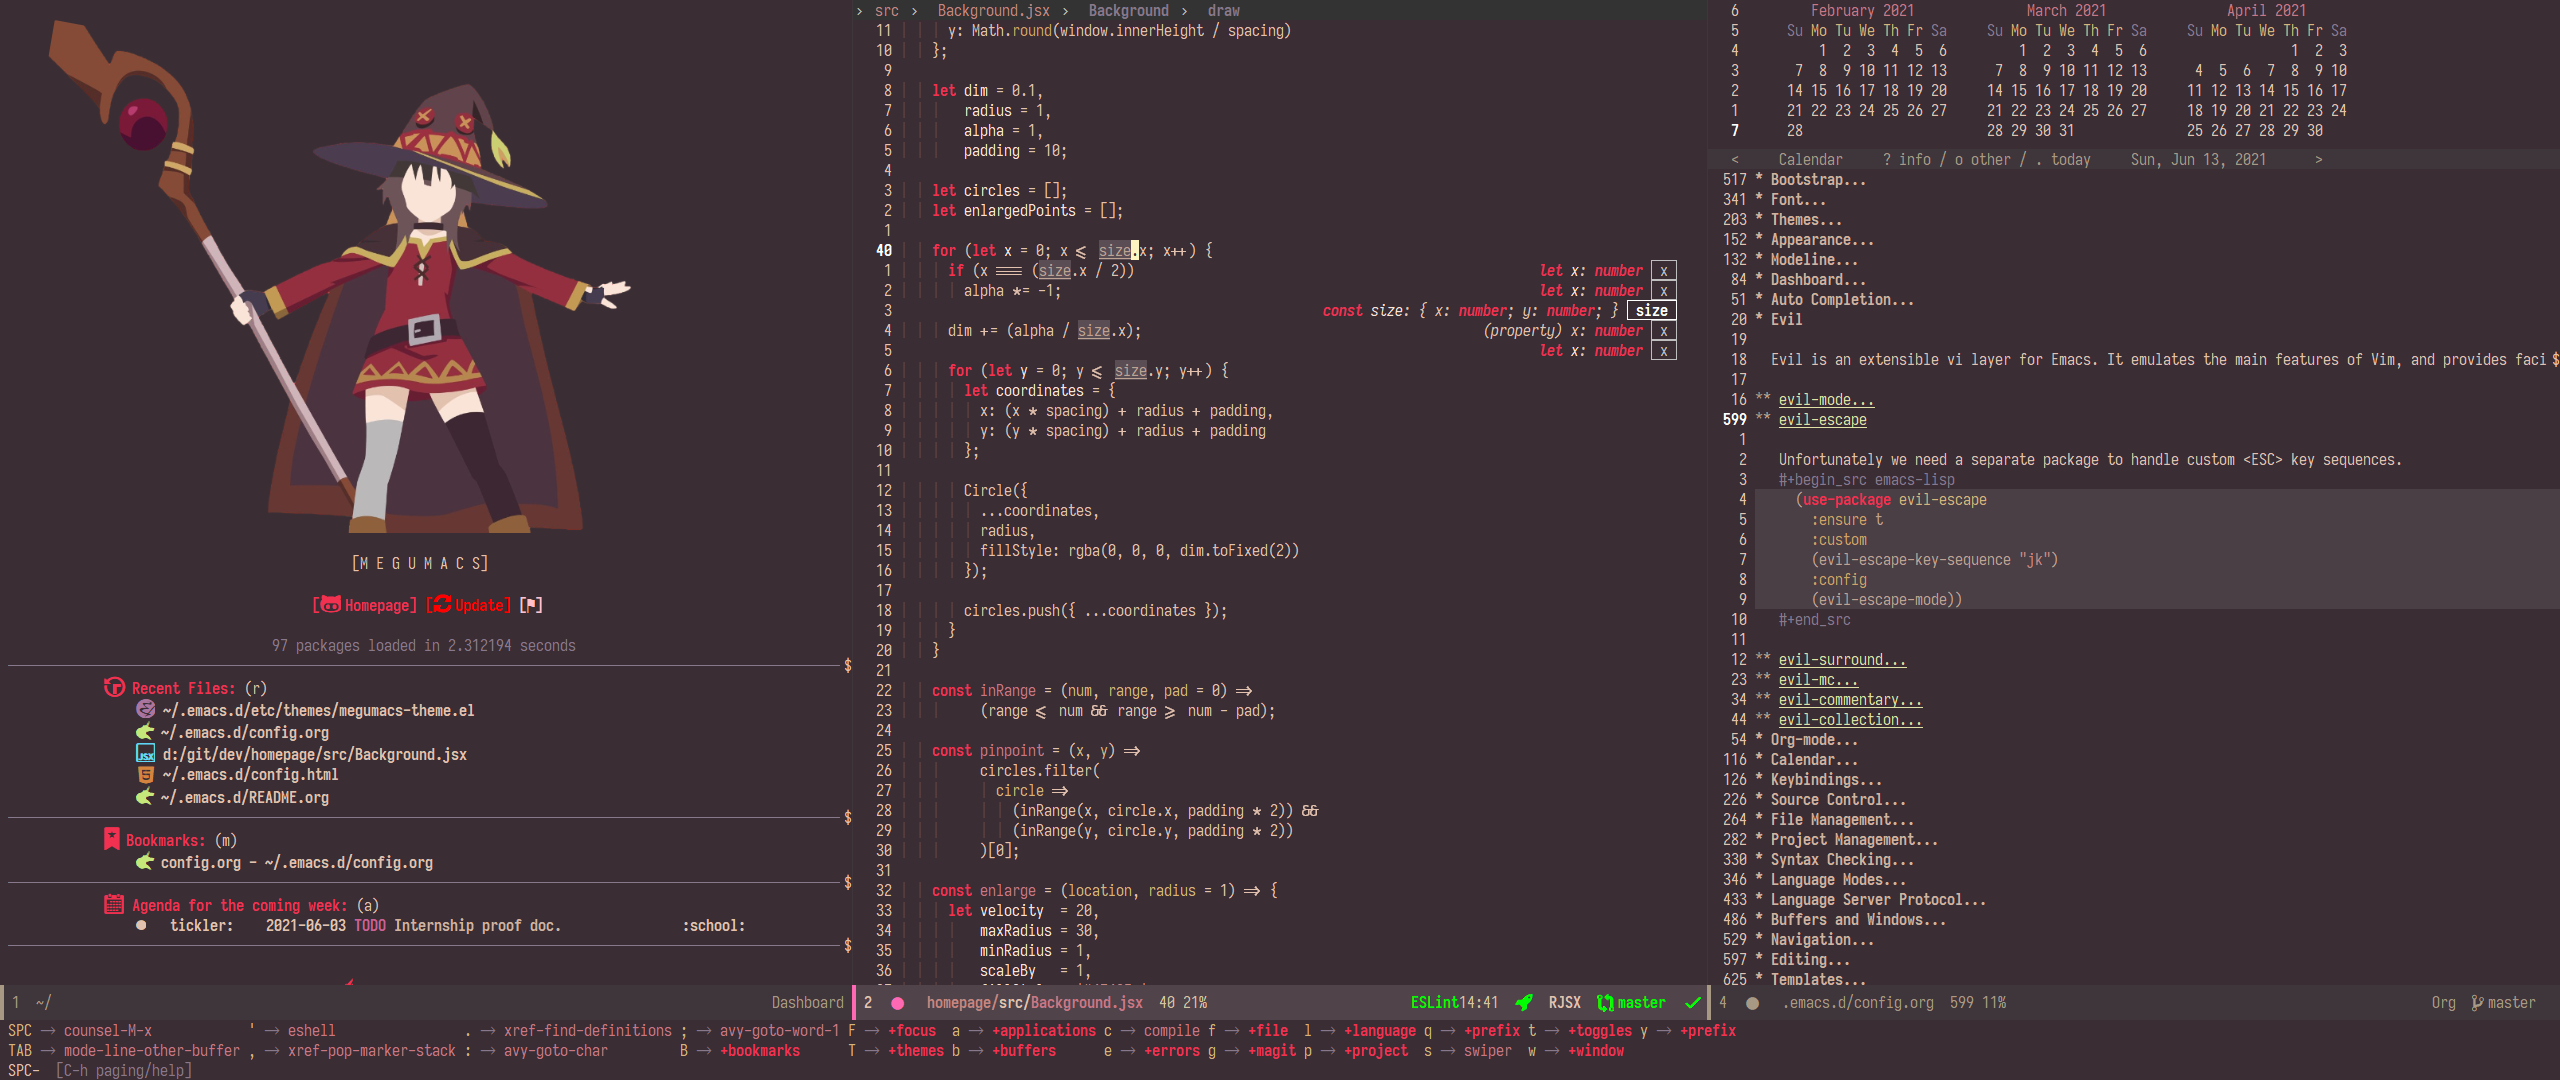 [M E G U M A C S]
[Homepage] [Update] [⚑]
97 packages loaded in 2.312194 seconds
$
Recent Files: (r)
~/.emacs.d/etc/themes/megumacs-theme.el
~/.emacs.d/config.org
JSX d:/git/dev/homepage/src/Background.jsx
~/.emacs.d/config.html
~/.emacs.d/README.org
$
Bookmarks: (m)
config.org - ~/.emacs.d/config.org
$
Agenda for the coming week: (a)
tickler: 2021-06-03 TODO Internship proof doc. :school:
$
1 ~/ Dashboard
› src › Background.jsx › Background › draw
11 y: Math.round(window.innerHeight / spacing)
10 };
9
8 let dim = 0.1,
7 radius = 1,
6 alpha = 1,
5 padding = 10;
4
3 let circles = [];
2 let enlargedPoints = [];
1
40 for (let x = 0; x <= size.x; x++) {
1 if (x === (size.x / 2)) let x: number x
2 alpha *= -1; let x: number x
3 const size: { x: number; y: number; } size
4 dim += (alpha / size.x); (property) x: number x
5 let x: number x
6 for (let y = 0; y <= size.y; y++) {
7 let coordinates = {
8 x: (x * spacing) + radius + padding,
9 y: (y * spacing) + radius + padding
10 };
11
12 Circle({
13 ...coordinates,
14 radius,
15 fillStyle: rgba(0, 0, 0, dim.toFixed(2))
16 });
17
18 circles.push({ ...coordinates });
19 }
20 }
21
22 const inRange = (num, range, pad = 0) =>
23 (range <= num && range >= num - pad);
24
25 const pinpoint = (x, y) =>
26 circles.filter(
27 circle =>
28 (inRange(x, circle.x, padding * 2)) &&
29 (inRange(y, circle.y, padding * 2))
30 )[0];
31
32 const enlarge = (location, radius = 1) => {
33 let velocity = 20,
34 maxRadius = 30,
35 minRadius = 1,
36 scaleBy = 1,
2 homepage/src/Background.jsx 40 21% ESLint14:41 RJSX master
6 February 2021 March 2021 April 2021
5 Su Mo Tu We Th Fr Sa Su Mo Tu We Th Fr Sa Su Mo Tu We Th Fr Sa
4 1 2 3 4 5 6 1 2 3 4 5 6 1 2 3
3 7 8 9 10 11 12 13 7 8 9 10 11 12 13 4 5 6 7 8 9 10
2 14 15 16 17 18 19 20 14 15 16 17 18 19 20 11 12 13 14 15 16 17
1 21 22 23 24 25 26 27 21 22 23 24 25 26 27 18 19 20 21 22 23 24
7 28 28 29 30 31 25 26 27 28 29 30
< Calendar ? info / o other / . today Sun, Jun 13, 2021 >
517 * Bootstrap...
341 * Font...
203 * Themes...
152 * Appearance...
132 * Modeline...
84 * Dashboard...
51 * Auto Completion...
20 * Evil
19
18 Evil is an extensible vi layer for Emacs. It emulates the main features of Vim, and provides faci $
17
16 ** evil-mode...
599 ** evil-escape
1
2 Unfortunately we need a separate package to handle custom <ESC> key sequences.
3 #+begin_src emacs-lisp
4 (use-package evil-escape
5 :ensure t
6 :custom
7 (evil-escape-key-sequence "jk")
8 :config
9 (evil-escape-mode))
10 #+end_src
11
12 ** evil-surround...
23 ** evil-mc...
34 ** evil-commentary...
44 ** evil-collection...
54 * Org-mode...
116 * Calendar...
126 * Keybindings...
226 * Source Control...
264 * File Management...
282 * Project Management...
330 * Syntax Checking...
346 * Language Modes...
433 * Language Server Protocol...
486 * Buffers and Windows...
529 * Navigation...
597 * Editing...
625 * Templates...
4 .emacs.d/config.org 599 11% Org master
SPC → counsel-M-x ' → eshell . → xref-find-definitions ; → avy-goto-word-1 F → +focus a → +applications c → compile f → +file l → +language q → +prefix t → +toggles y → +prefix
TAB → mode-line-other-buffer , → xref-pop-marker-stack : → avy-goto-char B → +bookmarks T → +themes b → +buffers e → +errors g → +magit p → +project s → swiper w → +window
SPC- [C-h paging/help]